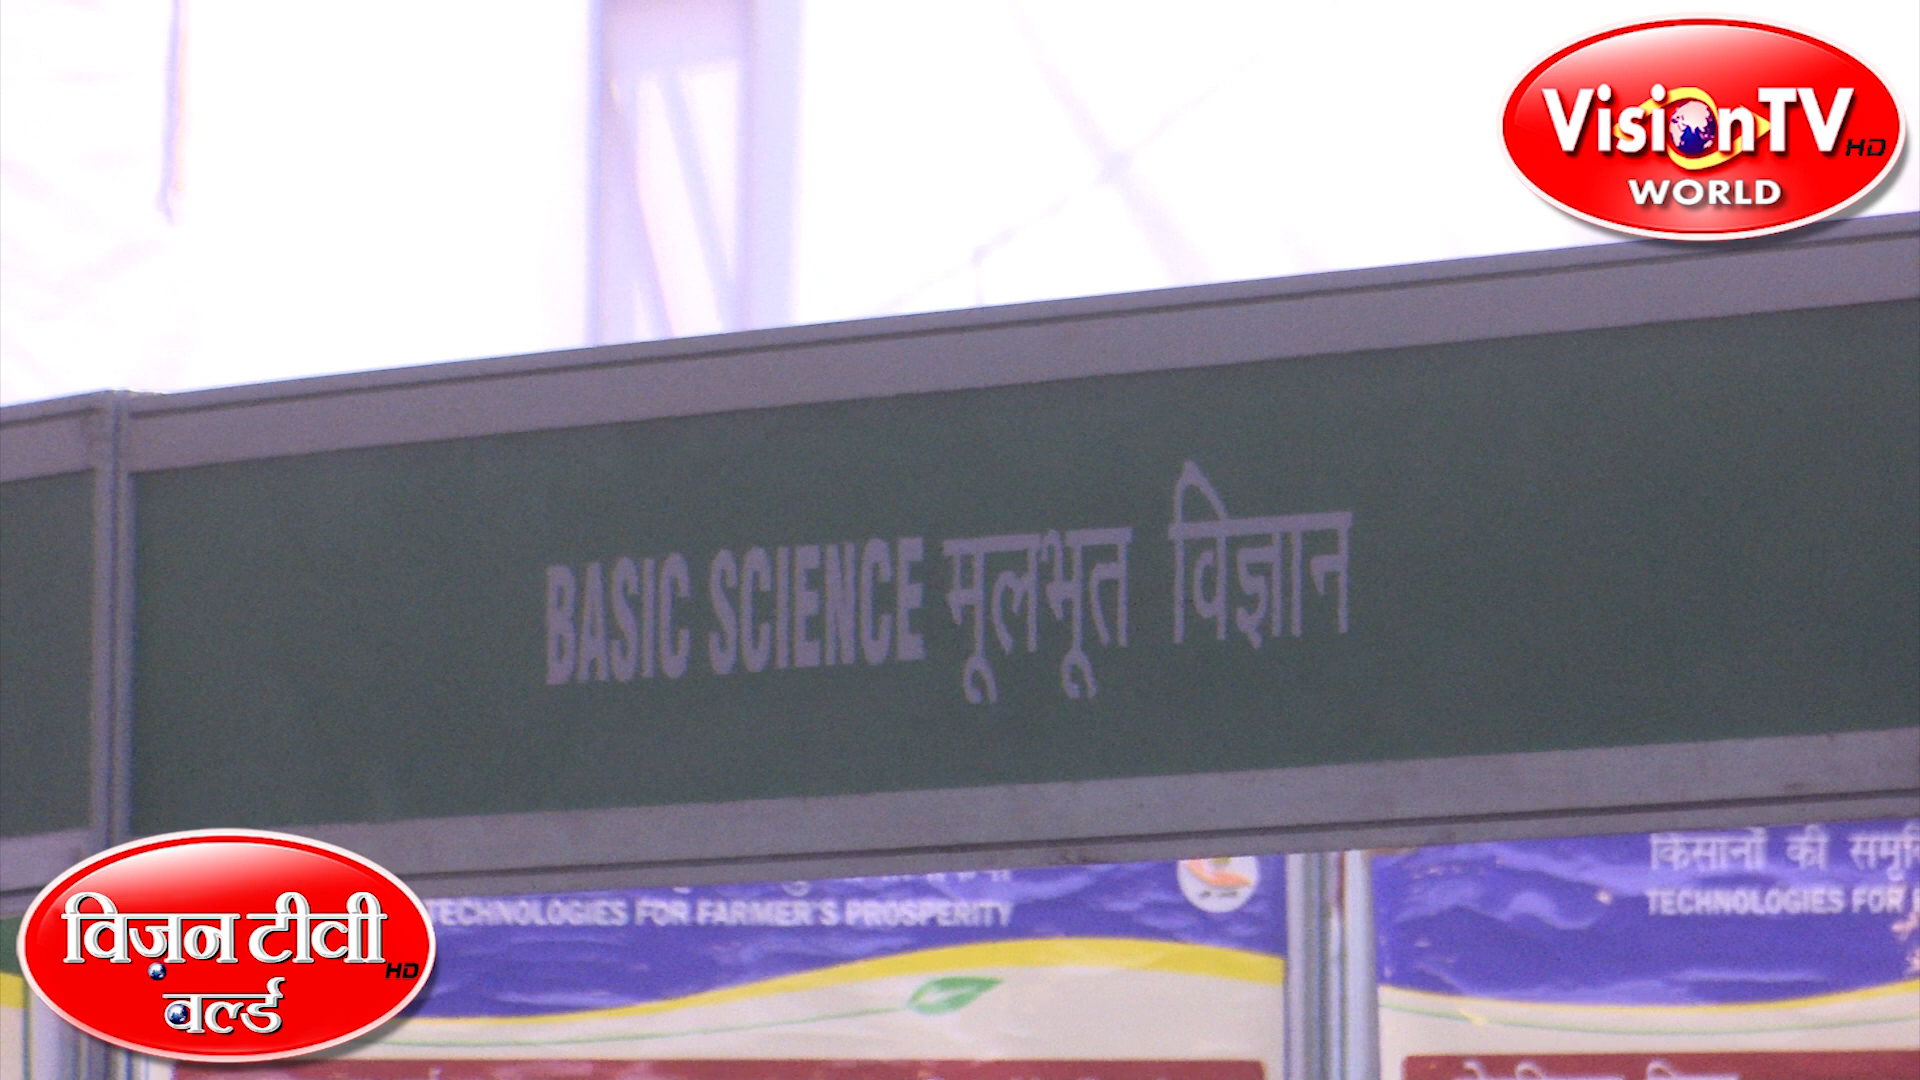 VisionTV HD
WORLD
BASIC SCIENCE मूलभूत विज्ञान
किसानों की
TECHNOLOGIES FOR FARMER'S PROSPERITY
TECHNOLOGIES FOR
विज़न टीवी HD
वर्ल्ड